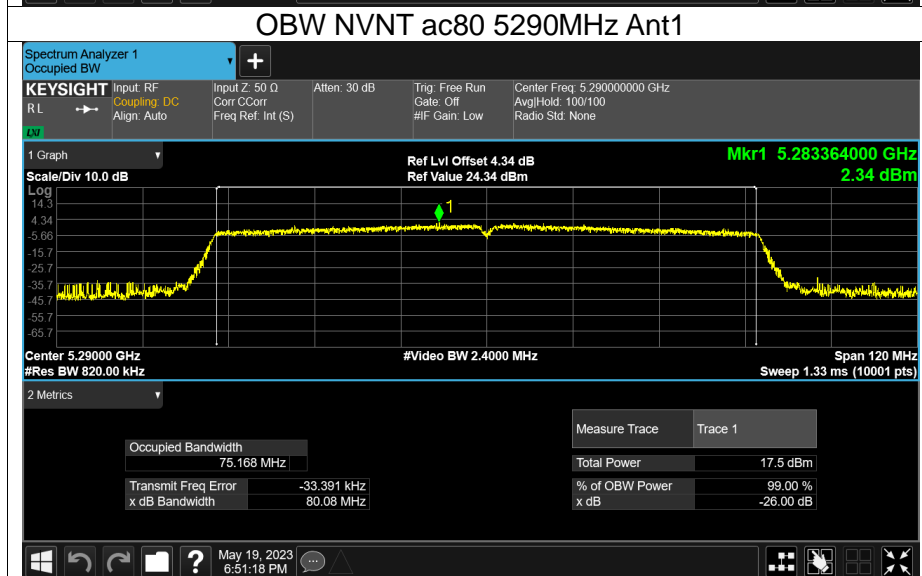 OBW NVNT ac80 5290MHz Ant1
Spectrum Analyzer 1
Occupied BW
KEYSIGHT Input: RF Input Z: 50 Ω Atten: 30 dB Trig: Free Run Center Freq: 5.290000000 GHz
R L Coupling: DC Corr CCorr Gate: Off Avg|Hold: 100/100
Align: Auto Freq Ref: Int (S) #IF Gain: Low Radio Std: None
LXI
1 Graph Ref Lvl Offset 4.34 dB Mkr1 5.283364000 GHz
Scale/Div 10.0 dB Ref Value 24.34 dBm 2.34 dBm
Log
14.3
1
4.34
-5.66
-15.7
-25.7
-35.7
-45.7
-55.7
-65.7
Center 5.29000 GHz #Video BW 2.4000 MHz Span 120 MHz
#Res BW 820.00 kHz Sweep 1.33 ms (10001 pts)
2 Metrics
Measure Trace Trace 1
Occupied Bandwidth
75.168 MHz Total Power 17.5 dBm
Transmit Freq Error -33.391 kHz % of OBW Power 99.00 %
x dB Bandwidth 80.08 MHz x dB -26.00 dB
? May 19, 2023
6:51:18 PM